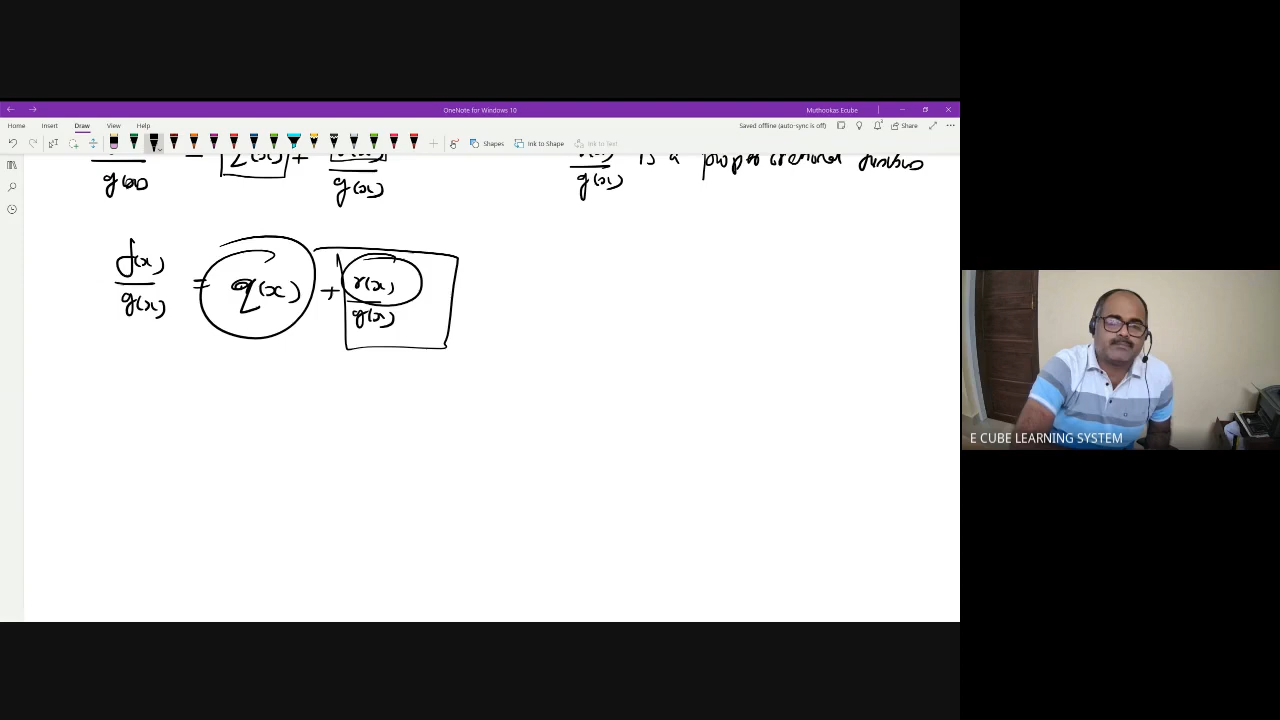 OneNote for Windows 10
Muthookas Ecube
Home Insert Draw View Help
Saved offline (auto-sync is off)
Share
Shapes
Ink to Shape
Ink to Text
= +
g(x) g(x) g(x) is a proper rational
f(x)/g(x) = q(x) + r(x)/g(x)
E CUBE LEARNING SYSTEM